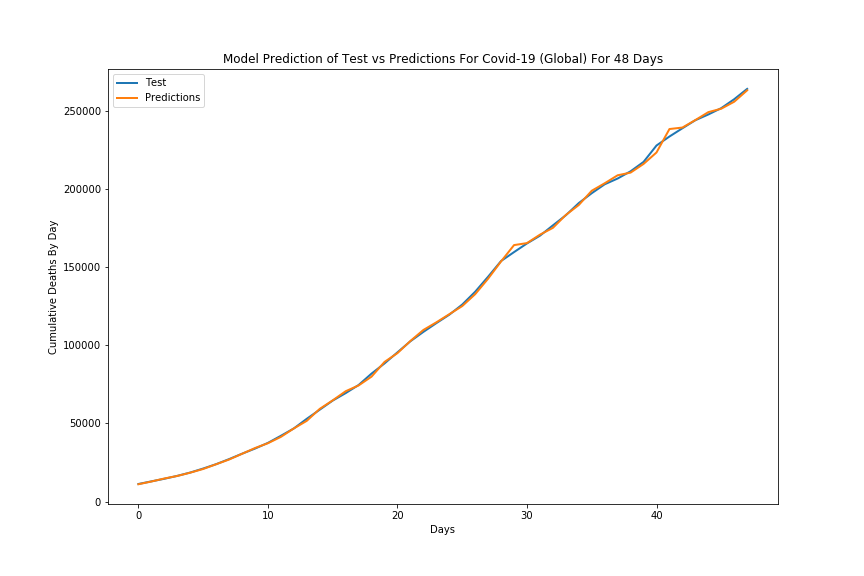 Model Prediction of Test vs Predictions For Covid-19 (Global) For 48 Days
Test
Predictions
Cumulative Deaths By Day
250000
200000
150000
100000
50000
0
0 10 20 30 40
Days